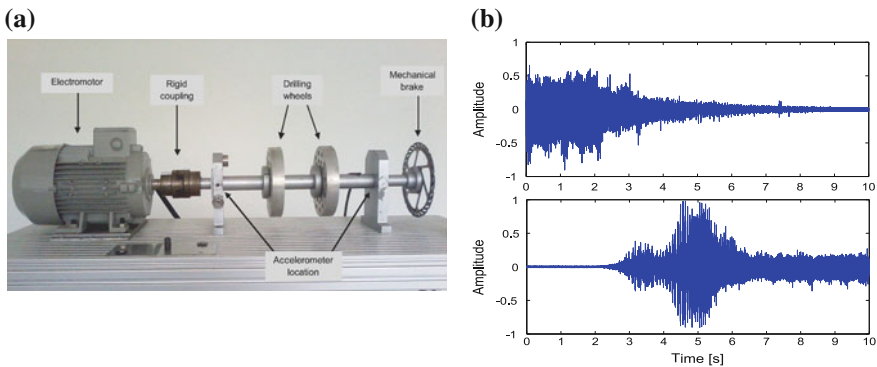 (a)
Electromotor
Rigid
coupling
Drilling
wheels
Mechanical
brake
Accelerometer
location
(b)
1
0.5
0
-0.5
-1
0 1 2 3 4 5 6 7 8 9 10
Amplitude
1
0.5
0
-0.5
-1
0 1 2 3 4 5 6 7 8 9 10
Amplitude
Time [s]